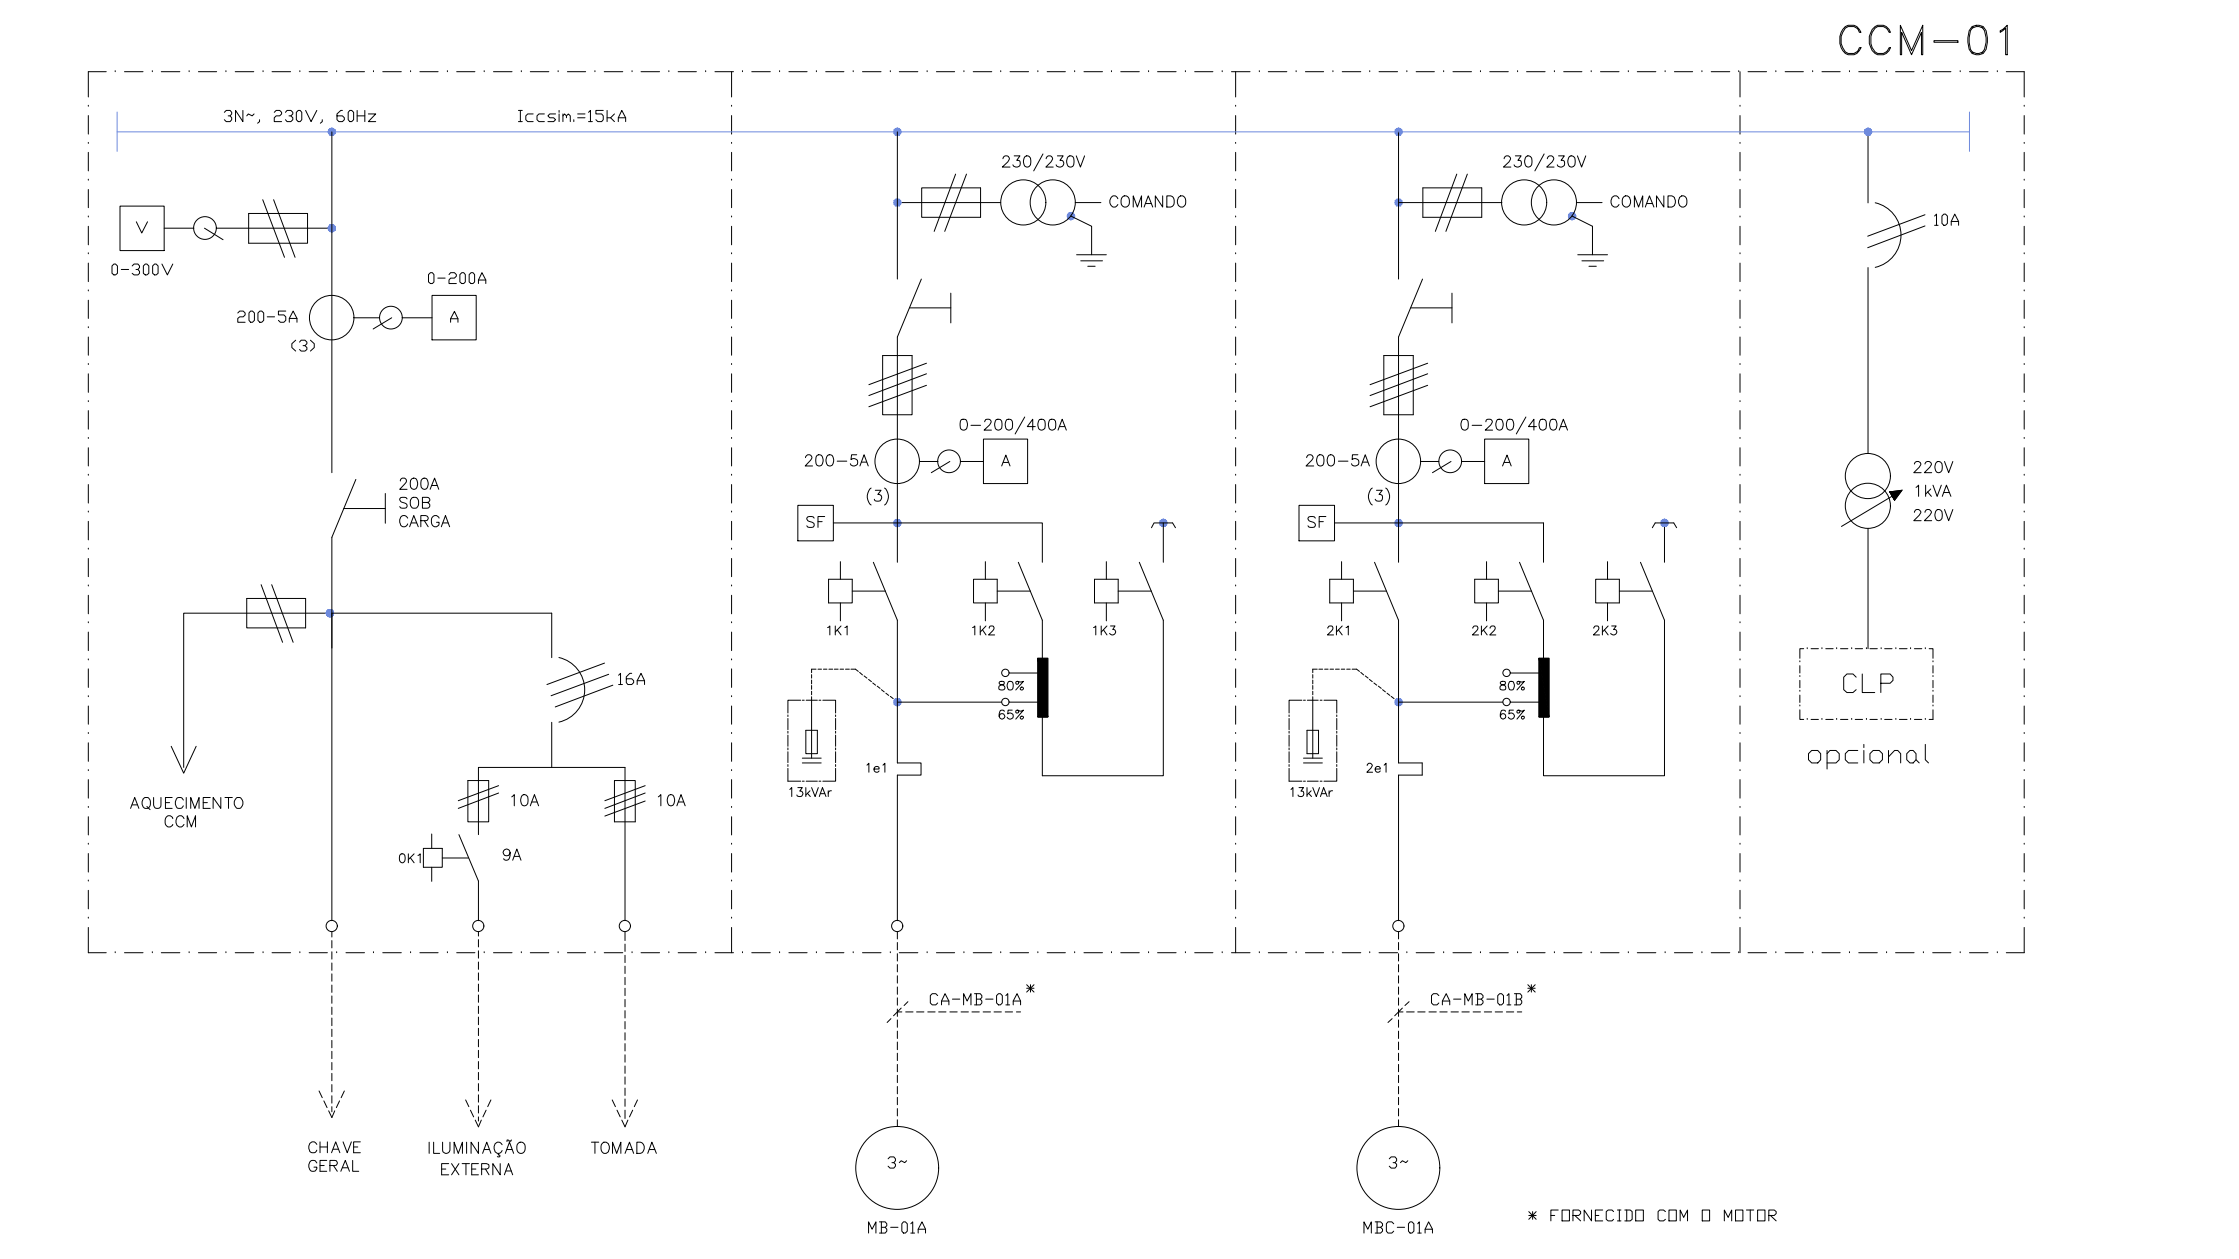 CCM-01
3N~, 230V, 60Hz
Iccsim.=15kA
V
0-300V
200-5A
(3)
0-200A
A
200A
SOB
CARGA
16A
AQUECIMENTO
CCM
10A
10A
0K1
9A
CHAVE
GERAL
ILUMINAÇÃO
EXTERNA
TOMADA
230/230V
COMANDO
0-200/400A
200-5A
A
(3)
SF
1K1
1K2
1K3
80%
65%
1e1
13kVAr
CA-MB-01A*
3~
MB-01A
230/230V
COMANDO
0-200/400A
200-5A
A
(3)
SF
2K1
2K2
2K3
80%
65%
2e1
13kVAr
CA-MB-01B*
3~
MBC-01A
10A
220V
1kVA
220V
CLP
opcional
* FORNECIDO COM O MOTOR